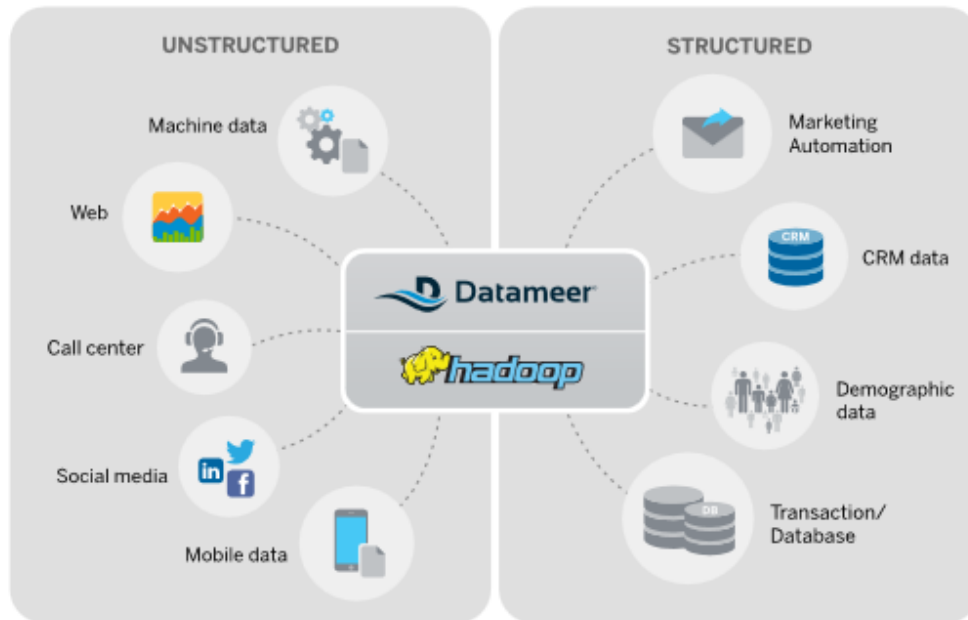 UNSTRUCTURED
Machine data
Web
Call center
Social media
in
f
Mobile data
D
Datameer
hadoop
STRUCTURED
Marketing
Automation
CRM
CRM data
Demographic
data
DB
Transaction/
Database